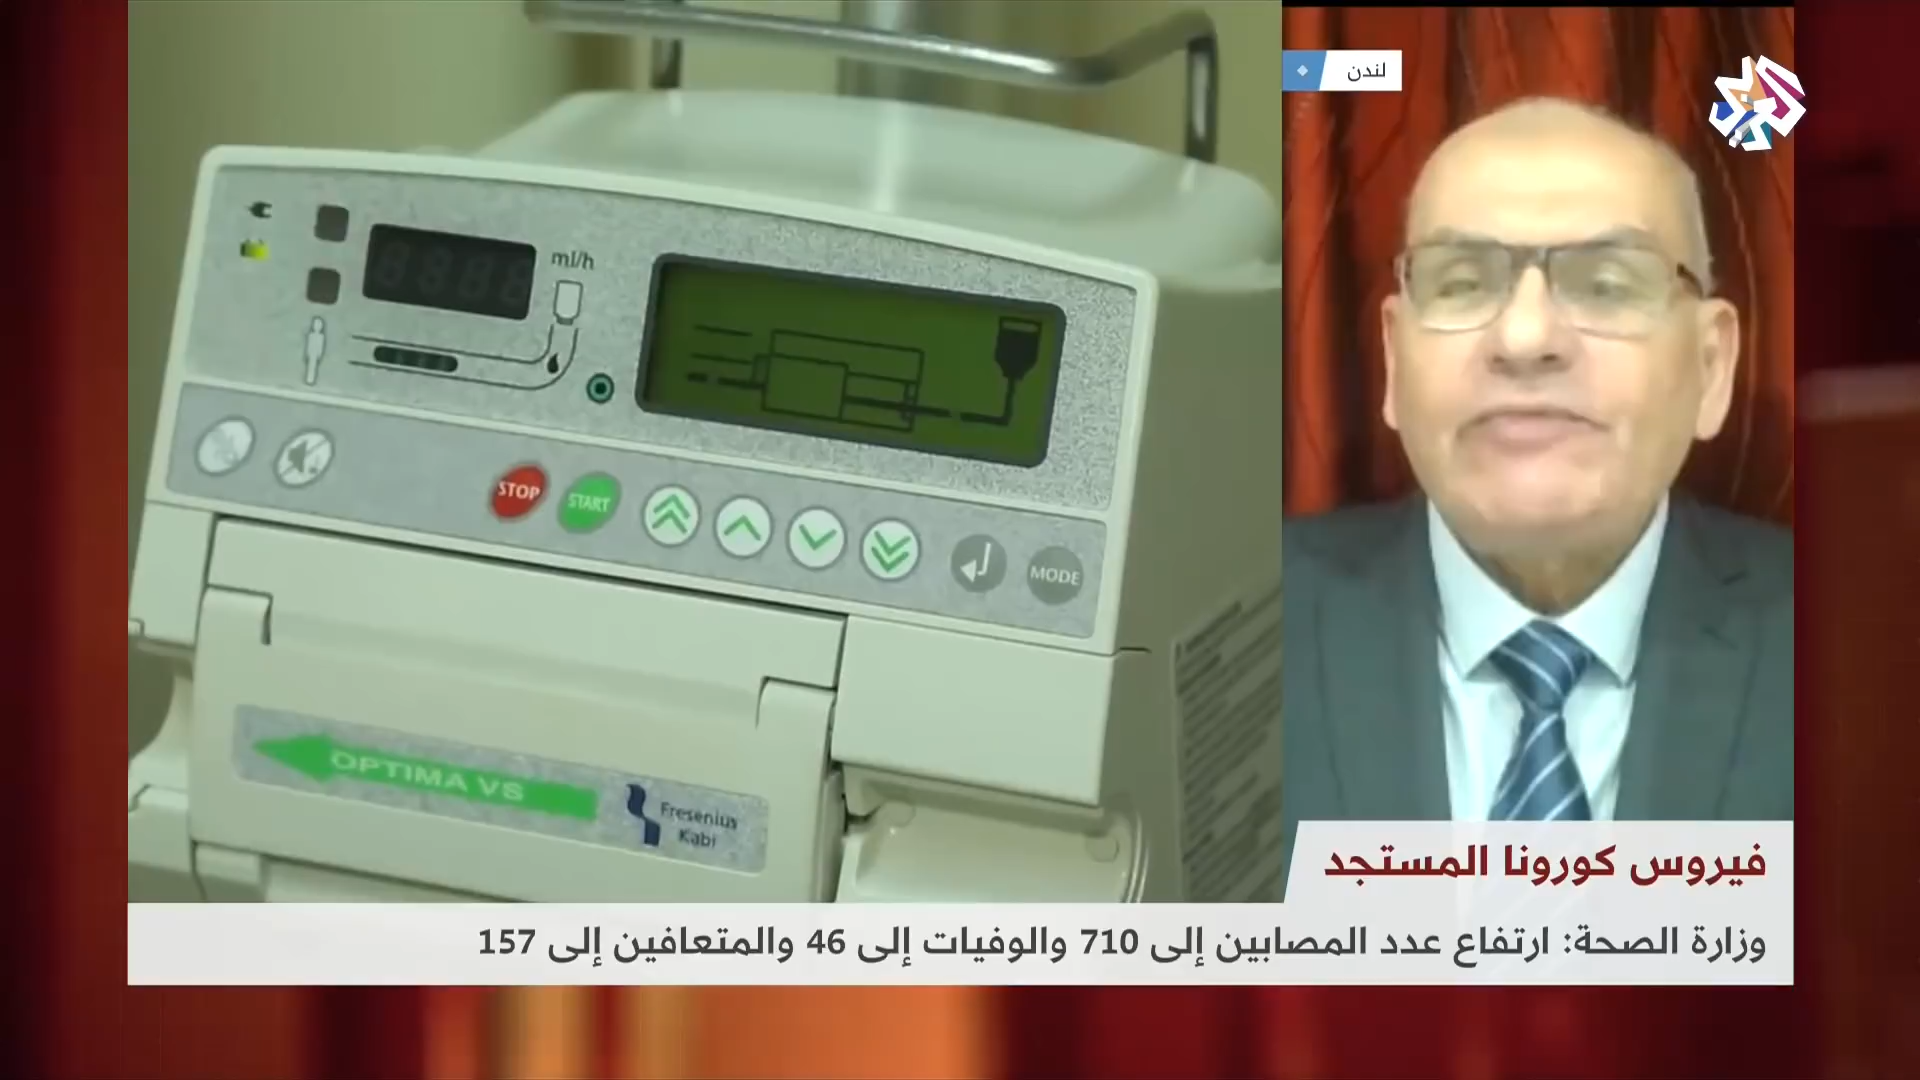 لندن
ml/h
STOP
START
MODE
OPTIMA VS
Fresenius
Kabi
فيروس كورونا المستجد
وزارة الصحة: ارتفاع عدد المصابين إلى 710 والوفيات إلى 46 والمتعافين إلى 157